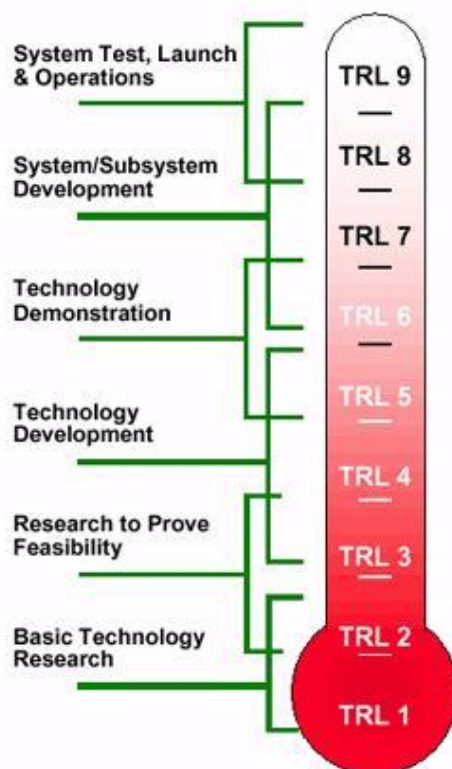 System Test, Launch
& Operations
System/Subsystem
Development
Technology
Demonstration
Technology
Development
Research to Prove
Feasibility
Basic Technology
Research
TRL 9
TRL 8
TRL 7
TRL 6
TRL 5
TRL 4
TRL 3
TRL 2
TRL 1